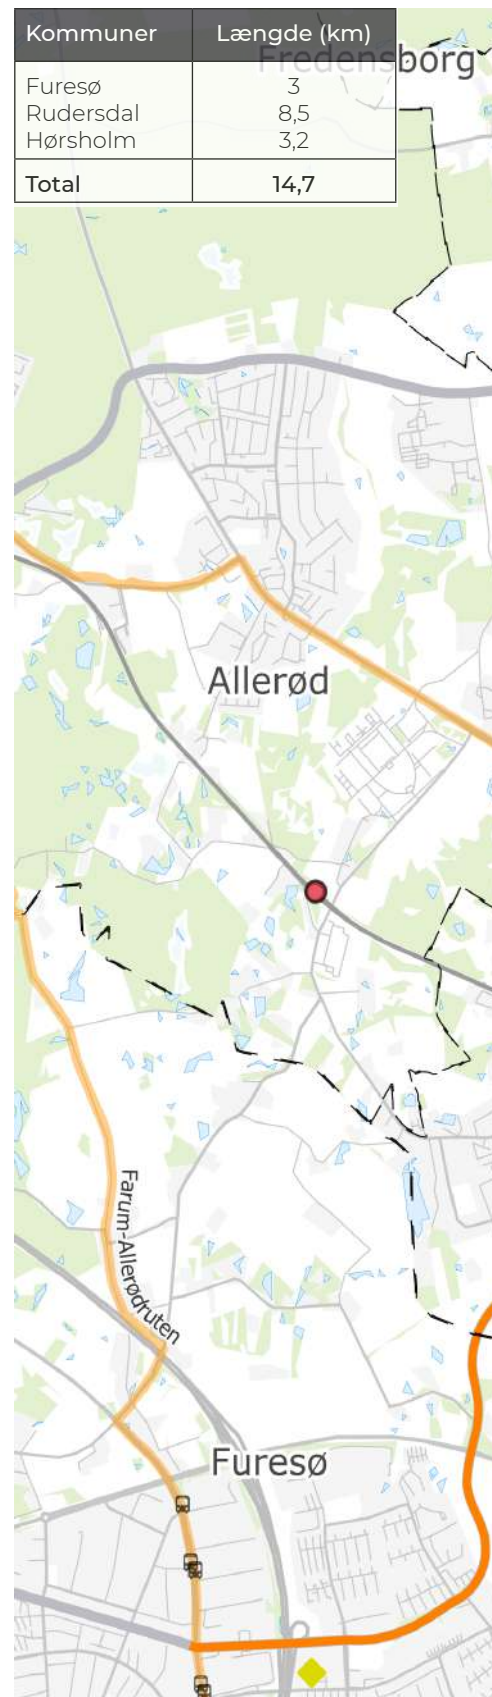 Kommuner Længde (km)
Fredensborg
Furesø 3
Rudersdal 8,5
Hørsholm 3,2
Total 14,7
Allerød
Farum-Allerødruten
Furesø